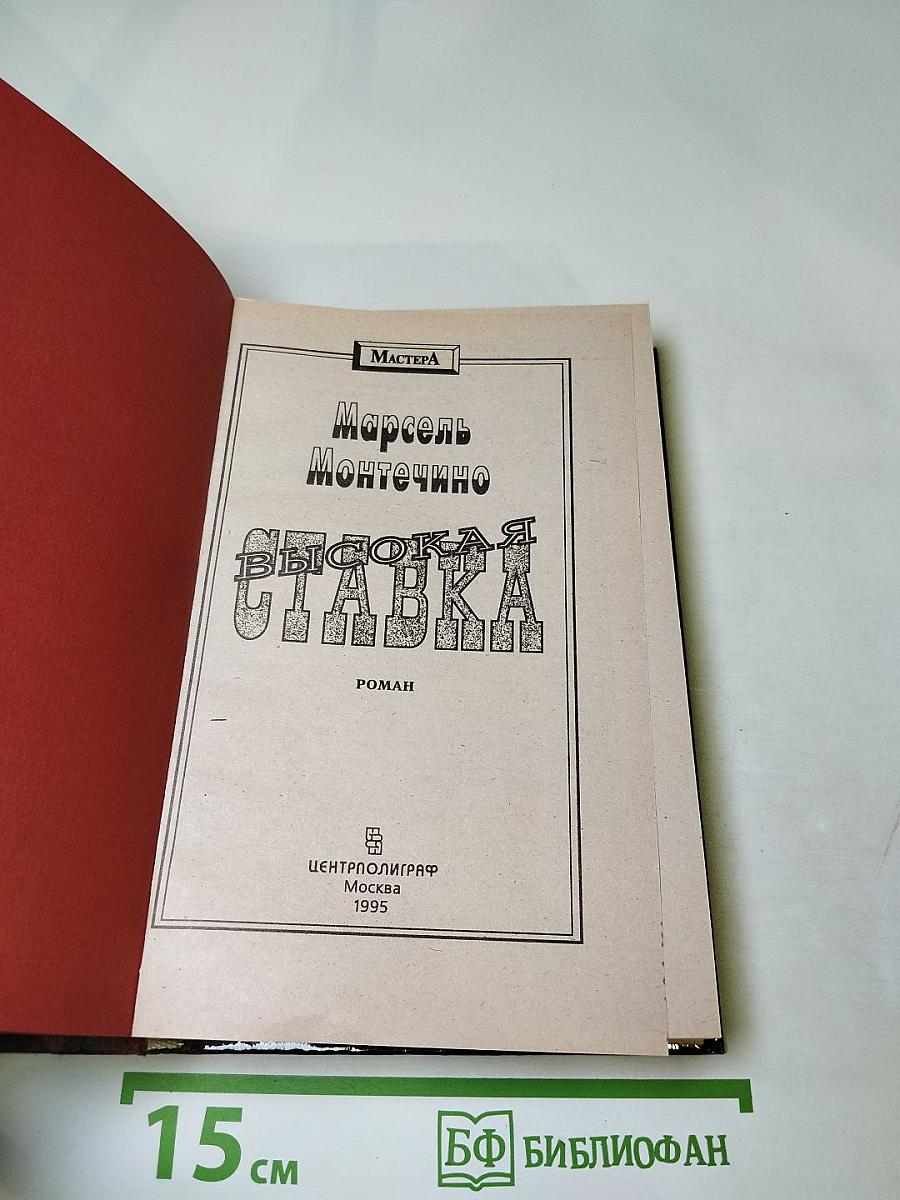 МАСТЕРА
Марсель
Монтечино
ВЫСОКАЯ
СТАВКА
РОМАН
ЦЕНТРПОЛИГРАФ
Москва
1995
15 см
БФ БИБЛИОФАН